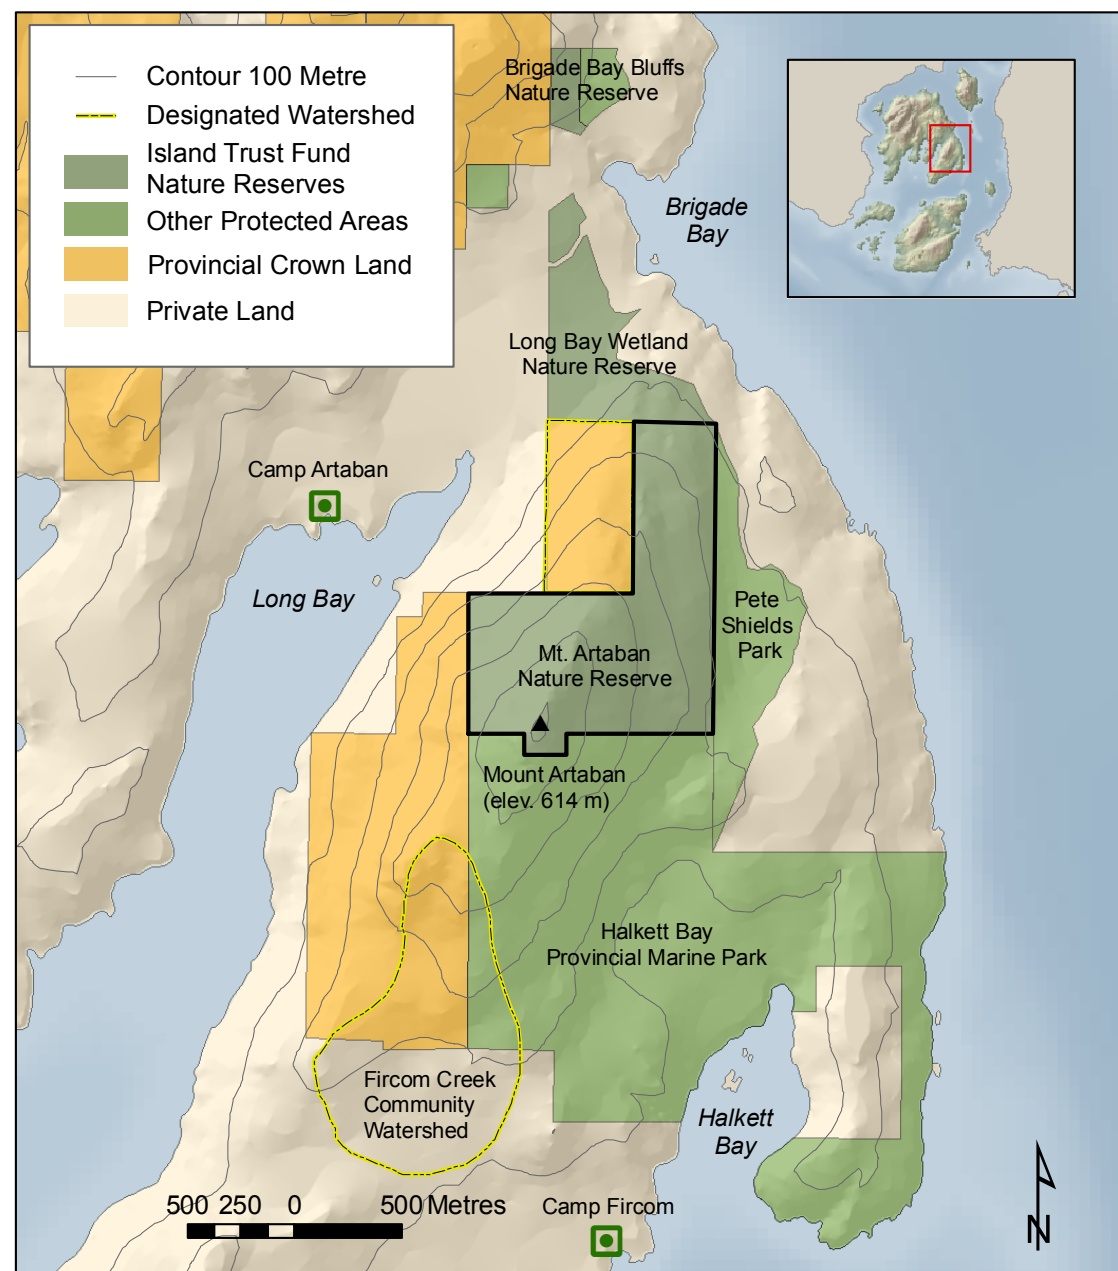 Contour 100 Metre
Designated Watershed
Island Trust Fund
Nature Reserves
Other Protected Areas
Provincial Crown Land
Private Land
Brigade Bay Bluffs
Nature Reserve
Brigade
Bay
Long Bay Wetland
Nature Reserve
Camp Artaban
Long Bay
Pete
Shields
Park
Mt. Artaban
Nature Reserve
Mount Artaban
(elev. 614 m)
Halkett Bay
Provincial Marine Park
Fircom Creek
Community
Watershed
Halkett
Bay
500 250 0 500 Metres
Camp Fircom
N